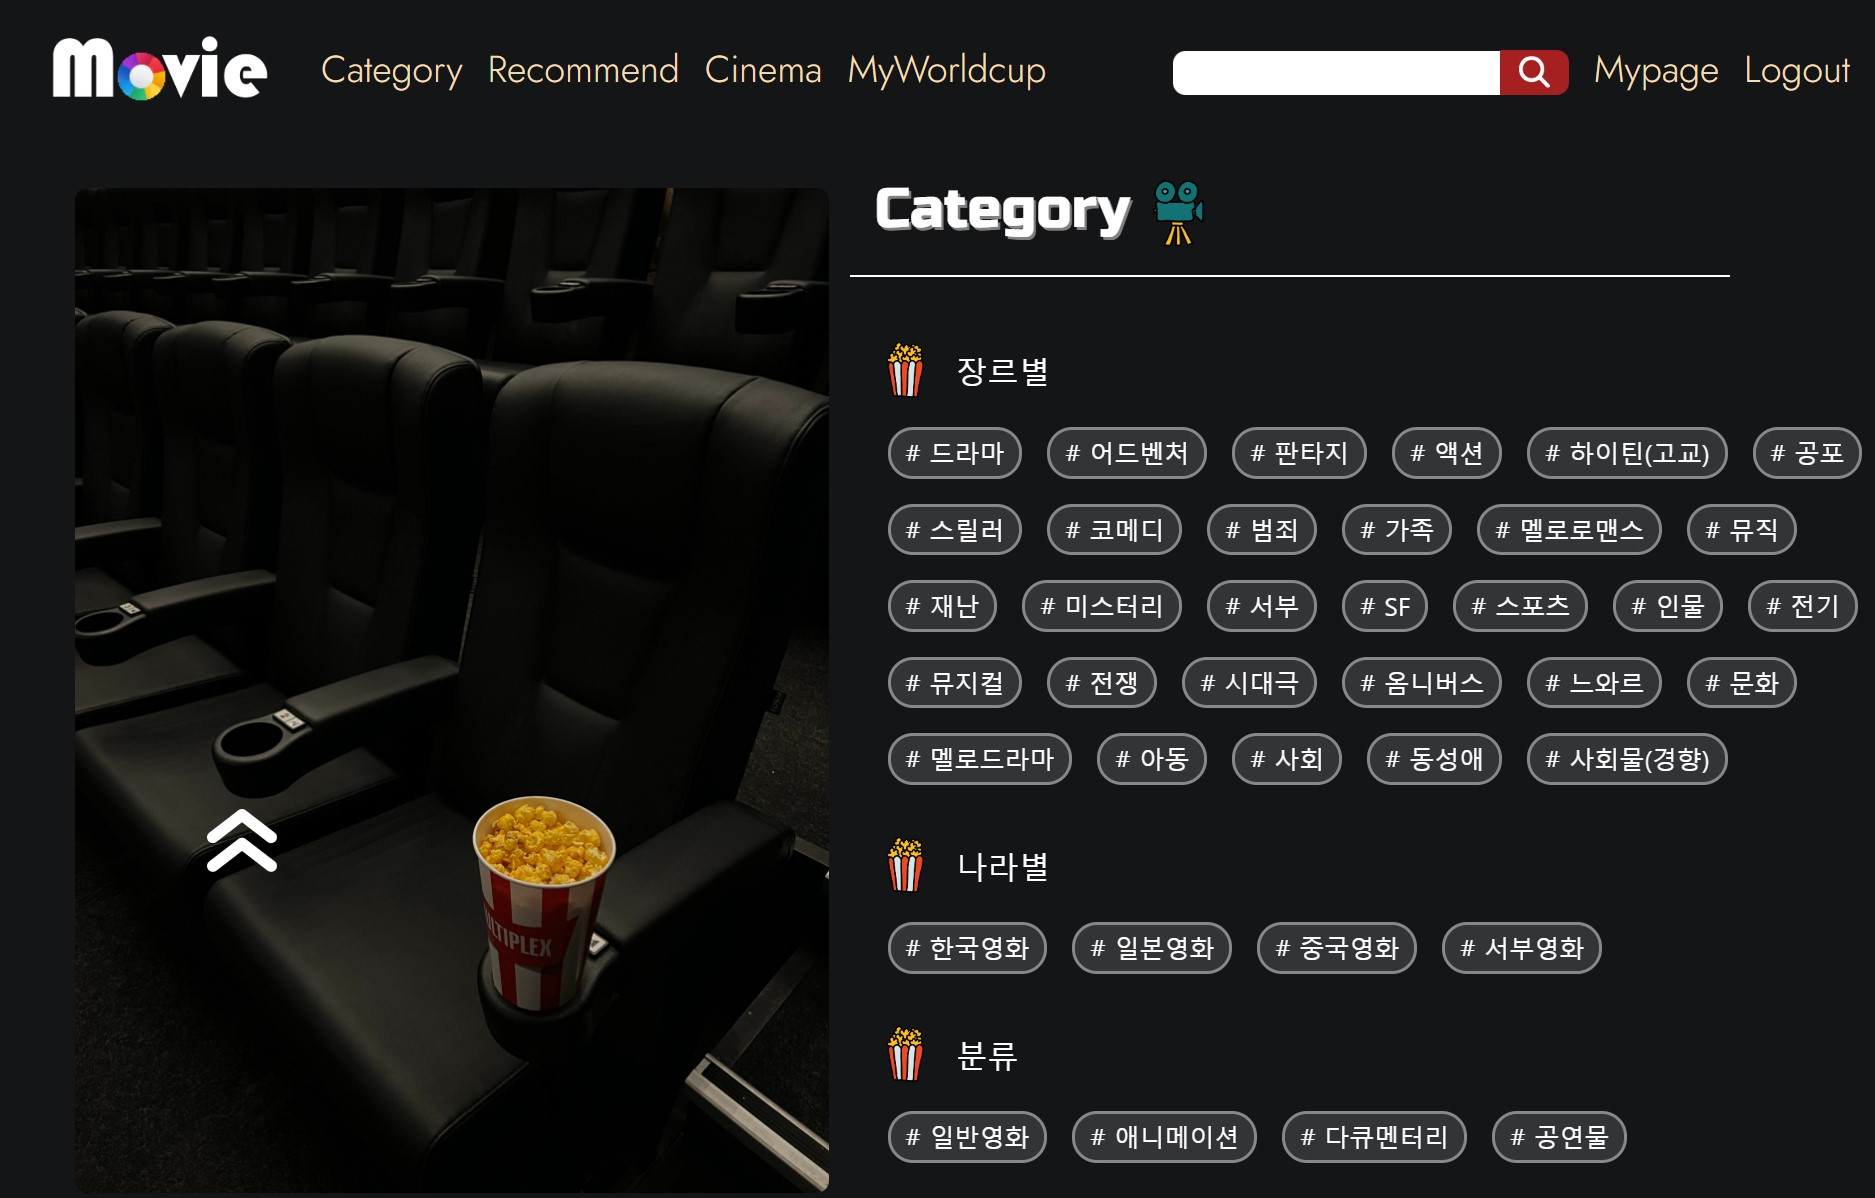 Movie Category Recommend Cinema MyWorldcup Mypage Logout
Category
장르별
# 드라마 # 어드벤처 # 판타지 # 액션 # 하이틴(고교) # 공포
# 스릴러 # 코메디 # 범죄 # 가족 # 멜로로맨스 # 뮤직
# 재난 # 미스터리 # 서부 # SF # 스포츠 # 인물 # 전기
# 뮤지컬 # 전쟁 # 시대극 # 옴니버스 # 느와르 # 문화
# 멜로드라마 # 아동 # 사회 # 동성애 # 사회물(경향)
나라별
# 한국영화 # 일본영화 # 중국영화 # 서부영화
분류
# 일반영화 # 애니메이션 # 다큐멘터리 # 공연물